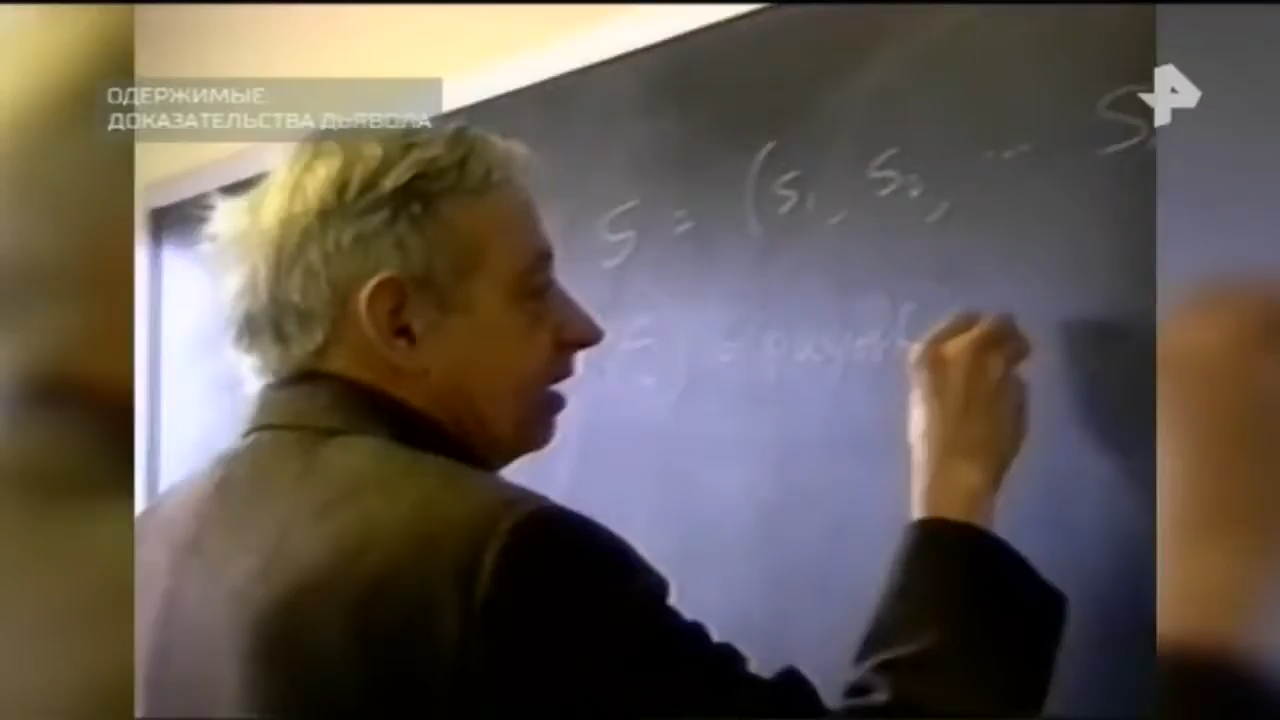 ОДЕРЖИМЫЕ.
ДОКАЗАТЕЛЬСТВА ДЬЯВОЛА
S = (s₁, s₂, ... S